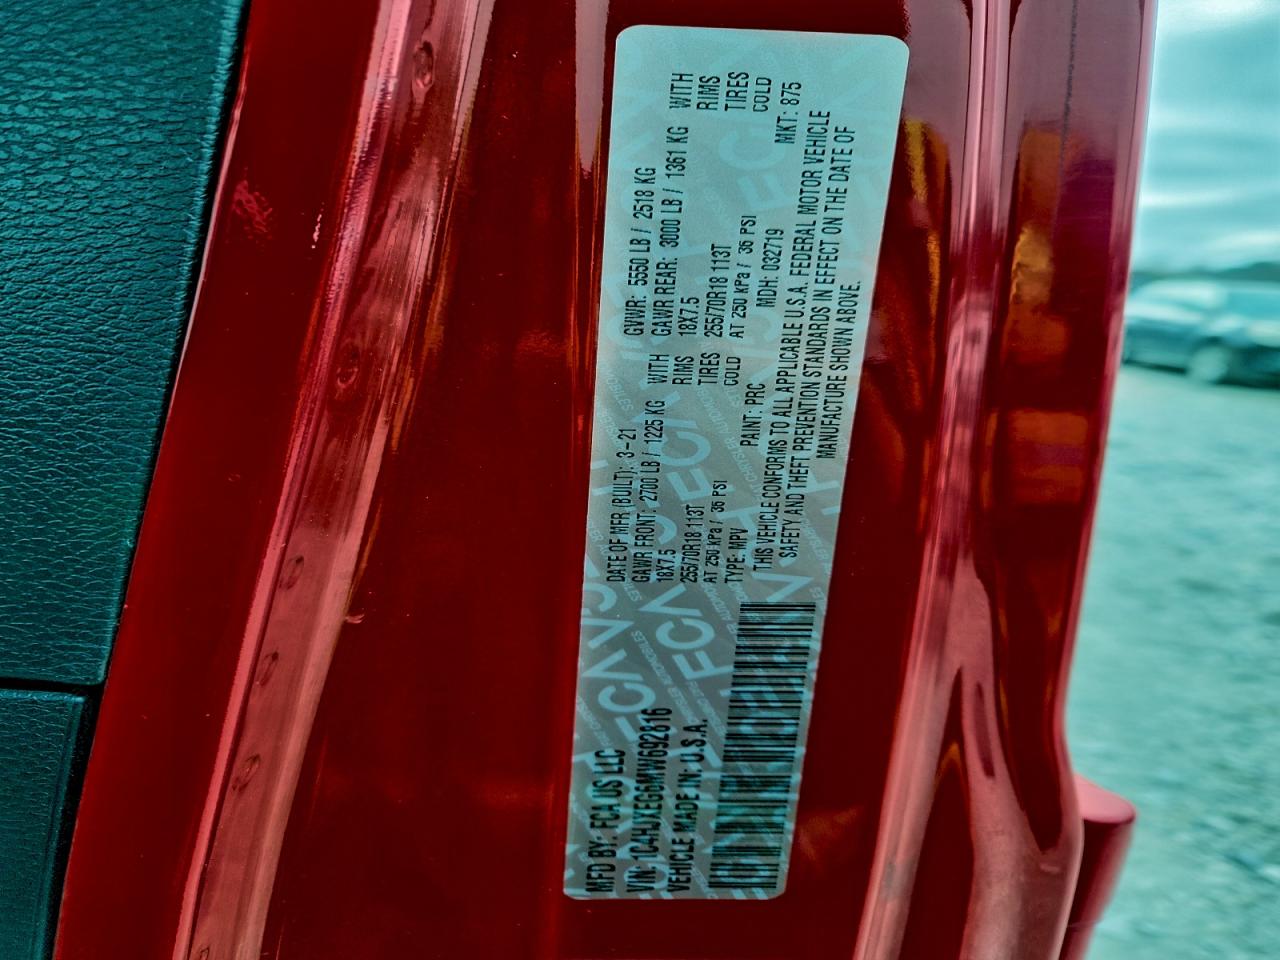 MFD BY: FCA US LLC
DATE OF MFR (BUILT): 3-21
GVWR: 5550 LB / 2518 KG
GAWR FRONT: 2700 LB / 1225 KG WITH
GAWR REAR: 3000 LB / 1361 KG WITH
18X7.5 RIMS
18X7.5 RIMS
255/70R18 113T TIRES
255/70R18 113T TIRES
AT 250 kPa / 36 PSI COLD
AT 250 kPa / 36 PSI COLD
VIN: 1C4HJXEG6MW692816
TYPE: MPV
PAINT: PRC
MDH: 032719
MKT: 875
VEHICLE MADE IN: U.S.A.
THIS VEHICLE CONFORMS TO ALL APPLICABLE U.S.A. FEDERAL MOTOR VEHICLE
SAFETY AND THEFT PREVENTION STANDARDS IN EFFECT ON THE DATE OF
MANUFACTURE SHOWN ABOVE.